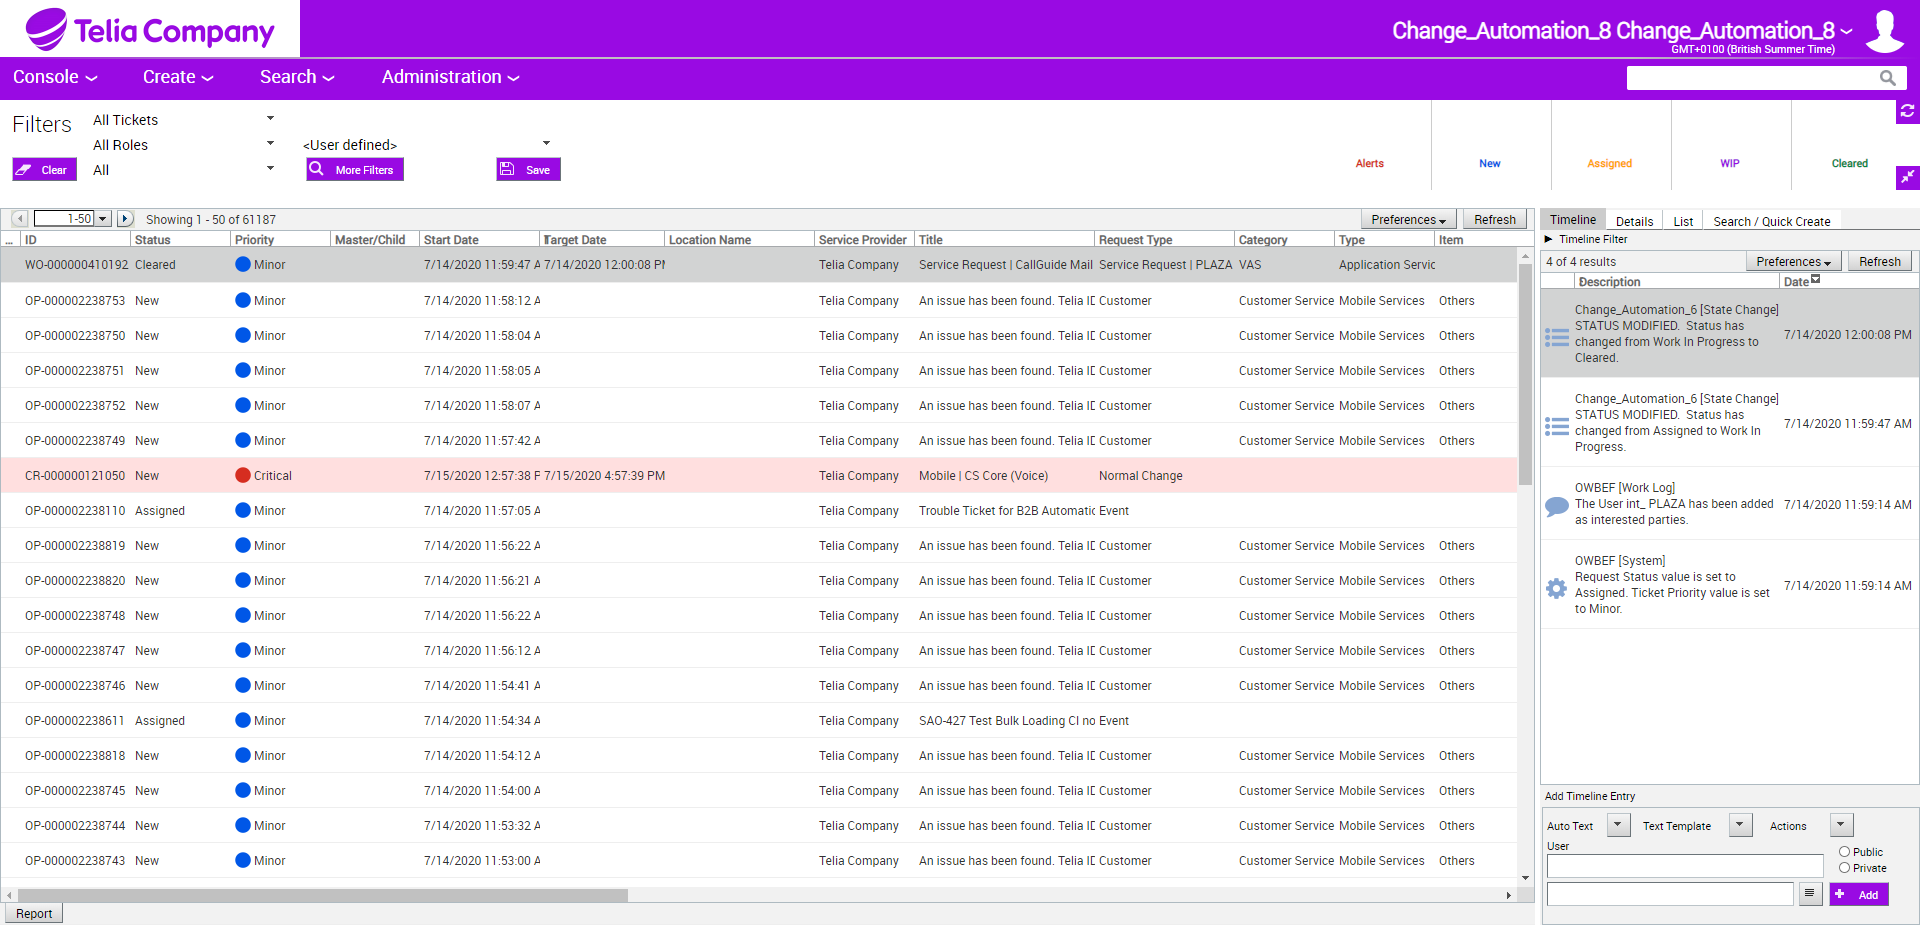 Telia Company
Change_Automation_8 Change_Automation_8
GMT+0100 (British Summer Time)
Console Create Search Administration
Filters
All Tickets
All Roles <User defined>
Clear All More Filters Save
Alerts New Assigned WIP Cleared
1-50 Showing 1 - 50 of 61187 Preferences Refresh
... ID Status Priority Master/Child Start Date Target Date Location Name Service Provider Title Request Type Category Type Item
WO-000000410192 Cleared Minor 7/14/2020 11:59:47 A 7/14/2020 12:00:08 PM Telia Company Service Request | CallGuide Mail Service Request | PLAZA VAS Application Servic
OP-000002238753 New Minor 7/14/2020 11:58:12 A Telia Company An issue has been found. Telia ID Customer Customer Service Mobile Services Others
OP-000002238750 New Minor 7/14/2020 11:58:04 A Telia Company An issue has been found. Telia ID Customer Customer Service Mobile Services Others
OP-000002238751 New Minor 7/14/2020 11:58:05 A Telia Company An issue has been found. Telia ID Customer Customer Service Mobile Services Others
OP-000002238752 New Minor 7/14/2020 11:58:07 A Telia Company An issue has been found. Telia ID Customer Customer Service Mobile Services Others
OP-000002238749 New Minor 7/14/2020 11:57:42 A Telia Company An issue has been found. Telia ID Customer Customer Service Mobile Services Others
CR-000000121050 New Critical 7/15/2020 12:57:38 P 7/15/2020 4:57:39 PM Telia Company Mobile | CS Core (Voice) Normal Change
OP-000002238110 Assigned Minor 7/14/2020 11:57:05 A Telia Company Trouble Ticket for B2B Automatic Event
OP-000002238819 New Minor 7/14/2020 11:56:22 A Telia Company An issue has been found. Telia ID Customer Customer Service Mobile Services Others
OP-000002238820 New Minor 7/14/2020 11:56:21 A Telia Company An issue has been found. Telia ID Customer Customer Service Mobile Services Others
OP-000002238748 New Minor 7/14/2020 11:56:22 A Telia Company An issue has been found. Telia ID Customer Customer Service Mobile Services Others
OP-000002238747 New Minor 7/14/2020 11:56:12 A Telia Company An issue has been found. Telia ID Customer Customer Service Mobile Services Others
OP-000002238746 New Minor 7/14/2020 11:54:41 A Telia Company An issue has been found. Telia ID Customer Customer Service Mobile Services Others
OP-000002238611 Assigned Minor 7/14/2020 11:54:34 A Telia Company SAO-427 Test Bulk Loading CI no Event
OP-000002238818 New Minor 7/14/2020 11:54:12 A Telia Company An issue has been found. Telia ID Customer Customer Service Mobile Services Others
OP-000002238745 New Minor 7/14/2020 11:54:00 A Telia Company An issue has been found. Telia ID Customer Customer Service Mobile Services Others
OP-000002238744 New Minor 7/14/2020 11:53:32 A Telia Company An issue has been found. Telia ID Customer Customer Service Mobile Services Others
OP-000002238743 New Minor 7/14/2020 11:53:00 A Telia Company An issue has been found. Telia ID Customer Customer Service Mobile Services Others
Report
Timeline Details List Search / Quick Create
Timeline Filter
4 of 4 results Preferences Refresh
Description Date
Change_Automation_6 [State Change]
STATUS MODIFIED. Status has
changed from Work In Progress to
Cleared.
7/14/2020 12:00:08 PM
Change_Automation_6 [State Change]
STATUS MODIFIED. Status has
changed from Assigned to Work In
Progress.
7/14/2020 11:59:47 AM
OWBEF [Work Log]
The User int_ PLAZA has been added
as interested parties.
7/14/2020 11:59:14 AM
OWBEF [System]
Request Status value is set to
Assigned. Ticket Priority value is set
to Minor.
7/14/2020 11:59:14 AM
Add Timeline Entry
Auto Text Text Template Actions
User
Public
Private
Add